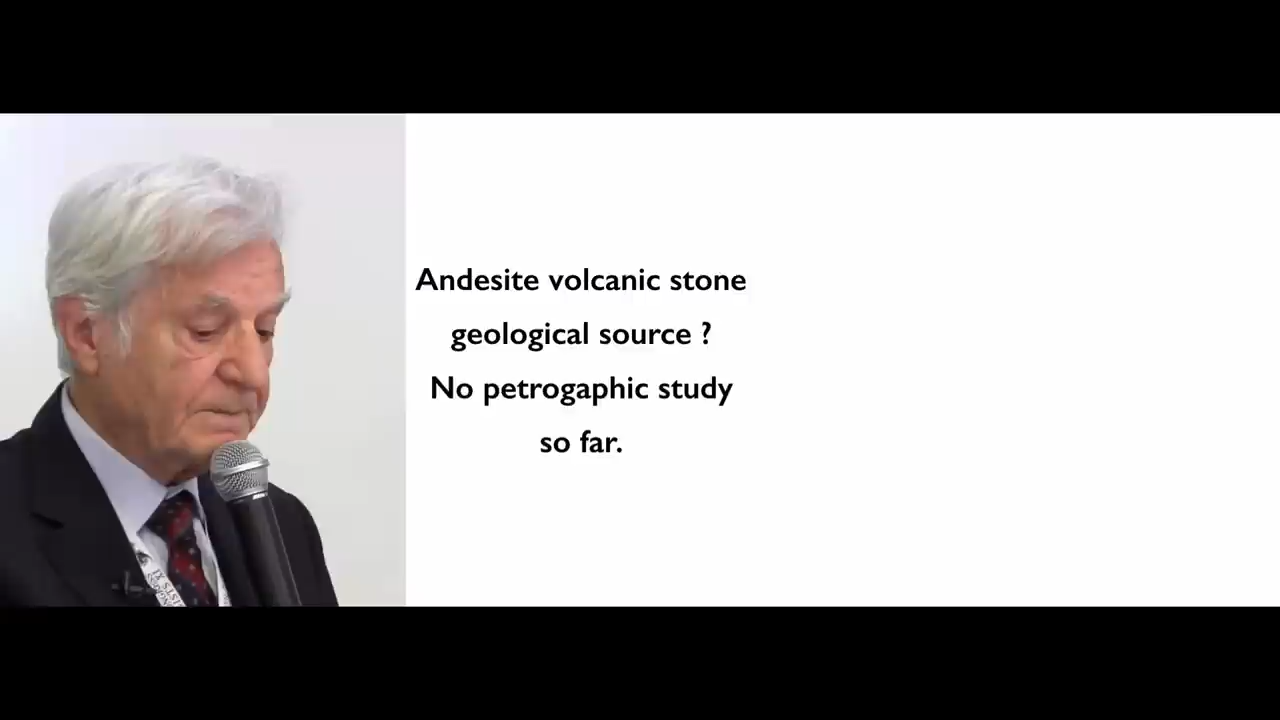 Andesite volcanic stone
geological source ?
No petrogaphic study
so far.